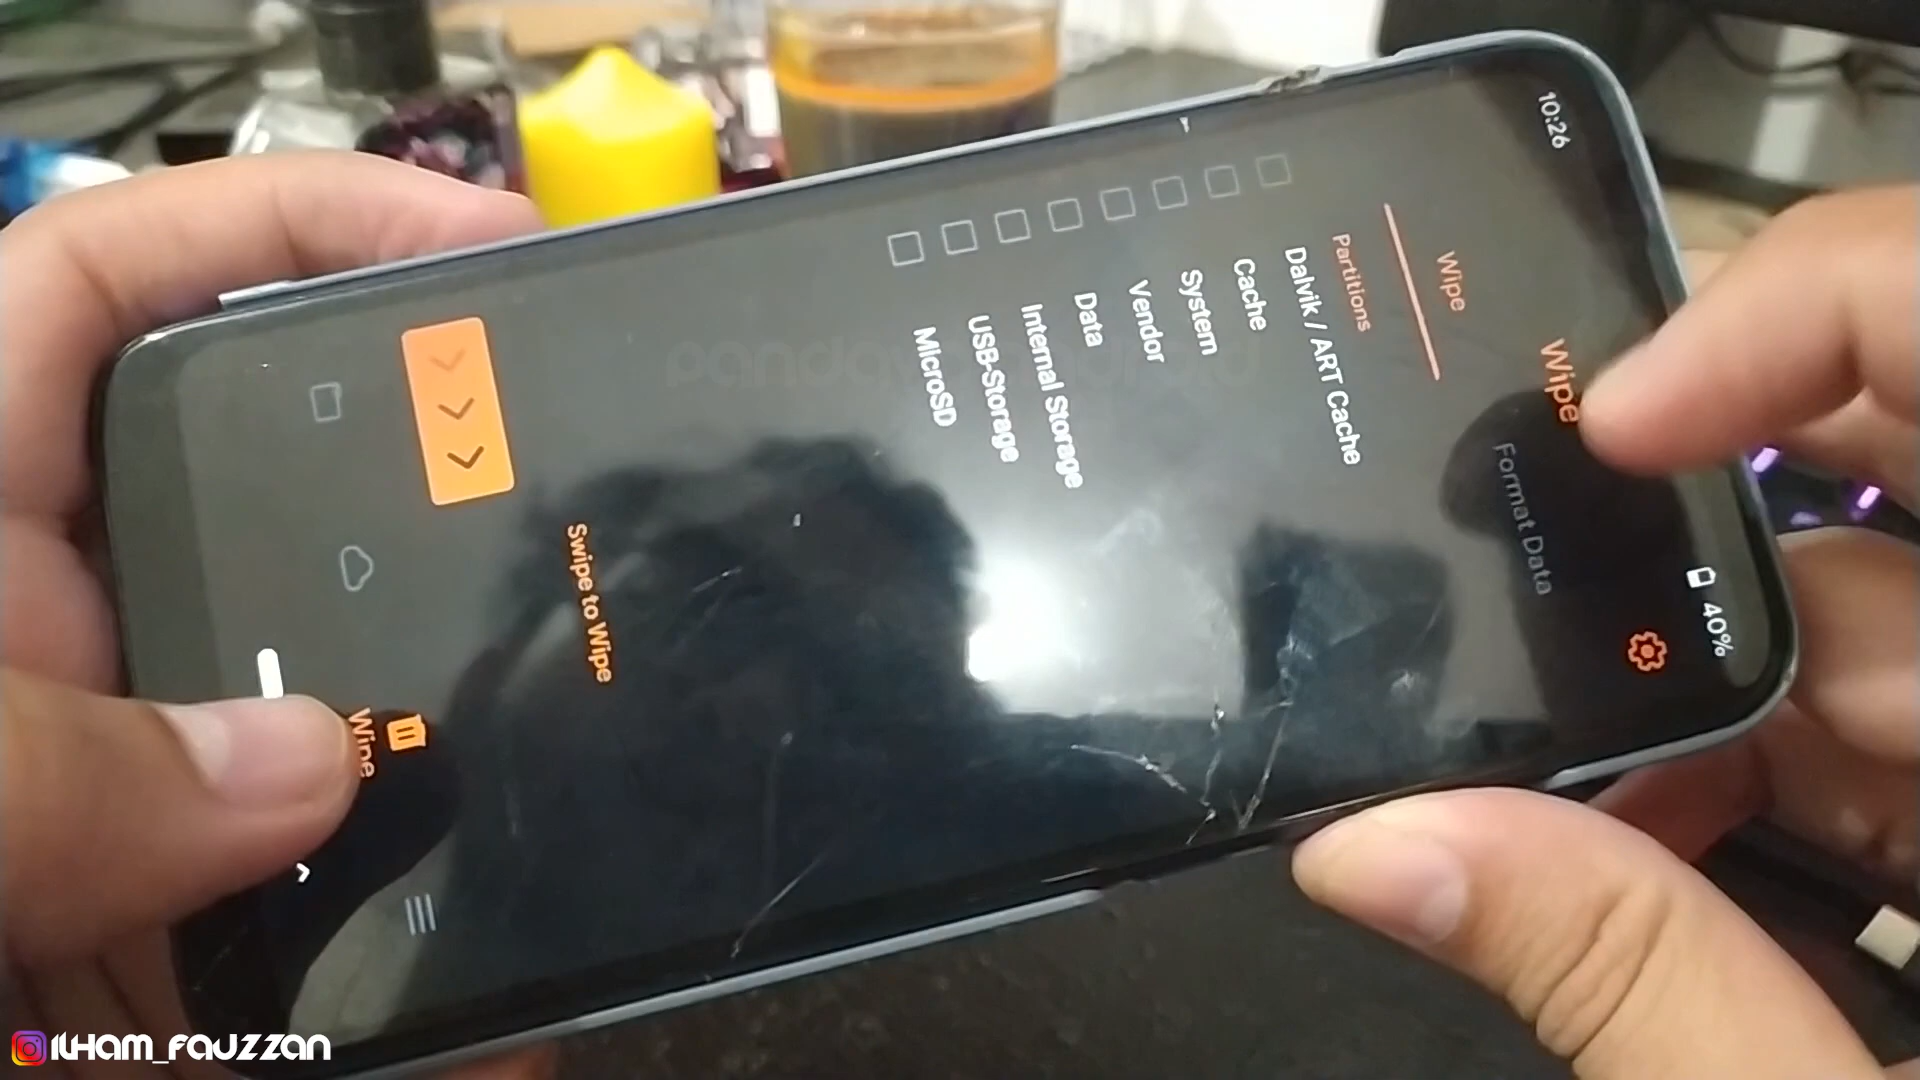 10:26
40%
Wipe
Format Data
Wipe
Partitions
Dalvik / ART Cache
Cache
System
Vendor
Data
Internal Storage
USB-Storage
MicroSD
Swipe to Wipe
Wipe
ILHAM_FAUZZAN